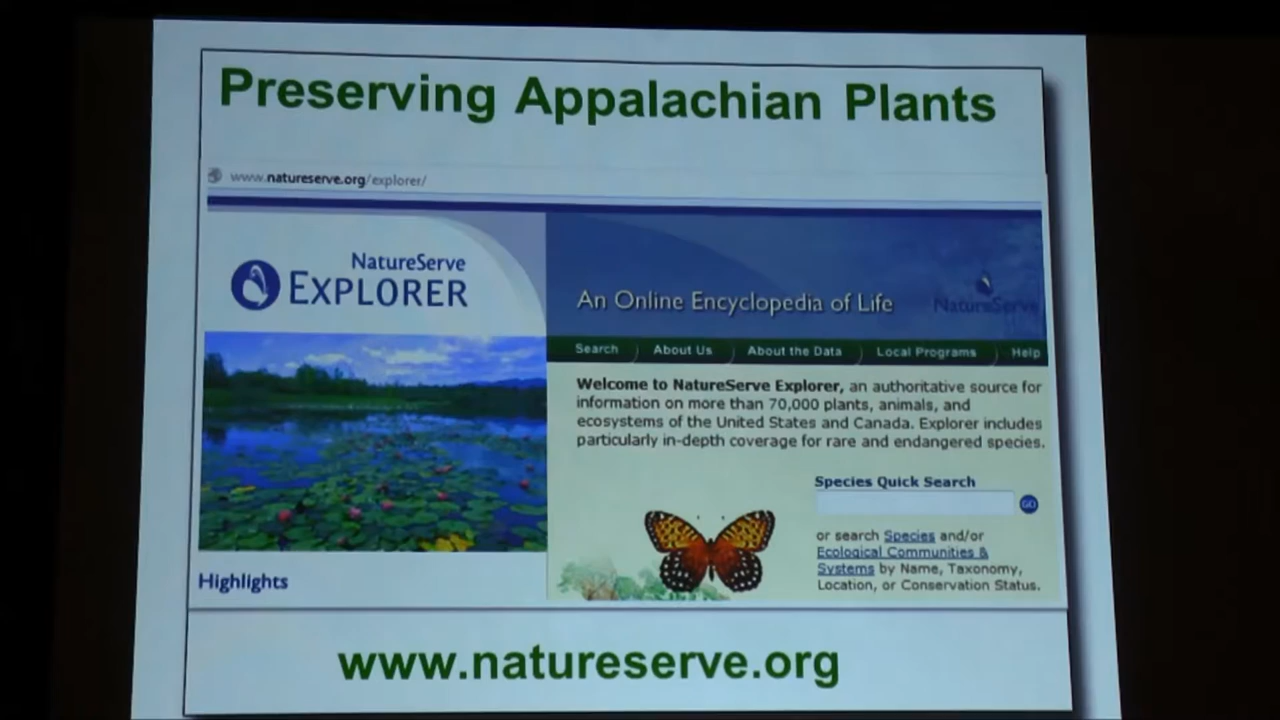 Preserving Appalachian Plants
www.natureserve.org/explorer/
NatureServe
EXPLORER
An Online Encyclopedia of Life
NatureServe
Search
About Us
About the Data
Local Programs
Help
Welcome to NatureServe Explorer, an authoritative source for
information on more than 70,000 plants, animals, and
ecosystems of the United States and Canada. Explorer includes
particularly in-depth coverage for rare and endangered species.
Species Quick Search
GO
or search Species and/or
Ecological Communities &
Systems by Name, Taxonomy,
Location, or Conservation Status.
Highlights
www.natureserve.org